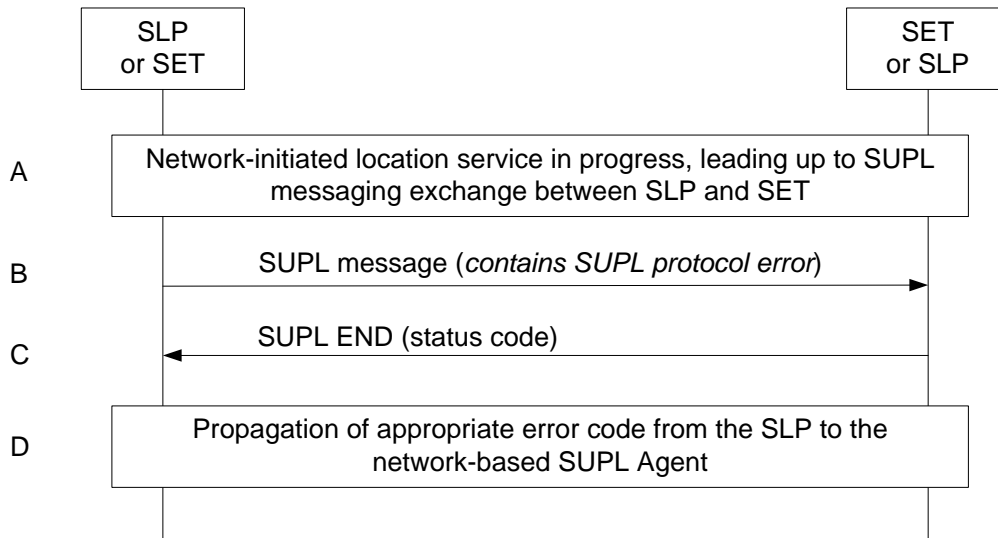 SLP
or SET
SET
or SLP
A
Network-initiated location service in progress, leading up to SUPL
messaging exchange between SLP and SET
B
SUPL message (contains SUPL protocol error)
C
SUPL END (status code)
D
Propagation of appropriate error code from the SLP to the
network-based SUPL Agent